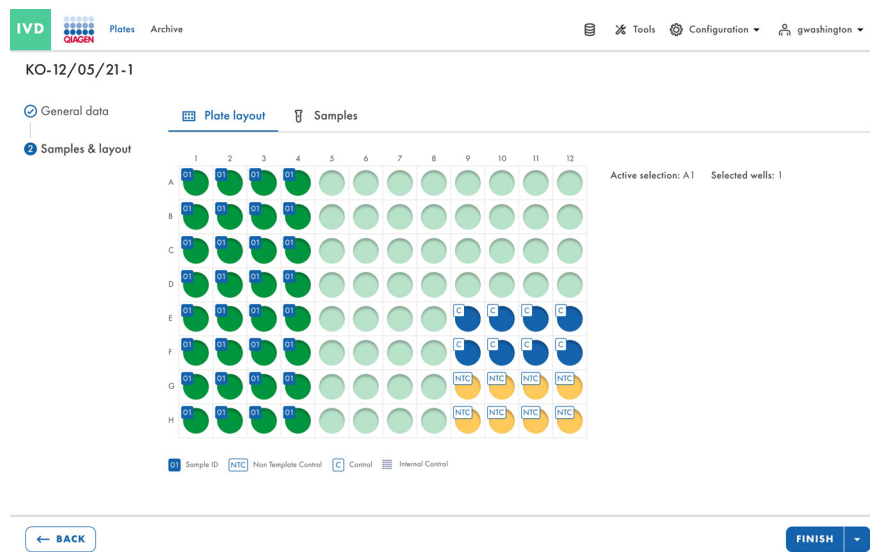 IVD QIAGEN Plates Archive Tools Configuration gwashington
KO-12/05/21-1
General data
Plate layout Samples
2 Samples & layout
1 2 3 4 5 6 7 8 9 10 11 12
Active selection: A1 Selected wells: 1
A 01 01 01 01
B 01 01 01 01
C 01 01 01 01
D 01 01 01 01
E 01 01 01 01 C C C C
F 01 01 01 01 C C C C
G 01 01 01 01 NTC NTC NTC NTC
H 01 01 01 01 NTC NTC NTC NTC
01 Sample ID NTC Non Template Control C Control Internal Control
← BACK FINISH